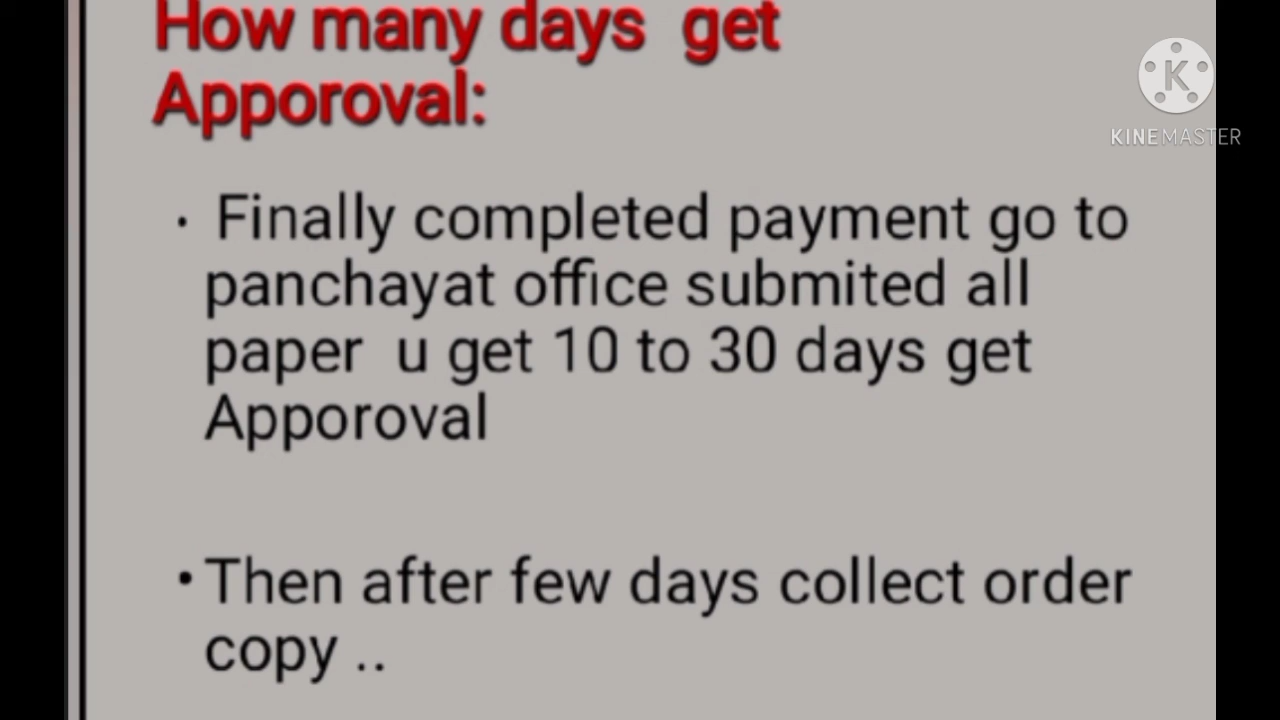 How many days get
Apporoval:
K
KINEMASTER
· Finally completed payment go to
panchayat office submited all
paper u get 10 to 30 days get
Apporoval
• Then after few days collect order
copy ..